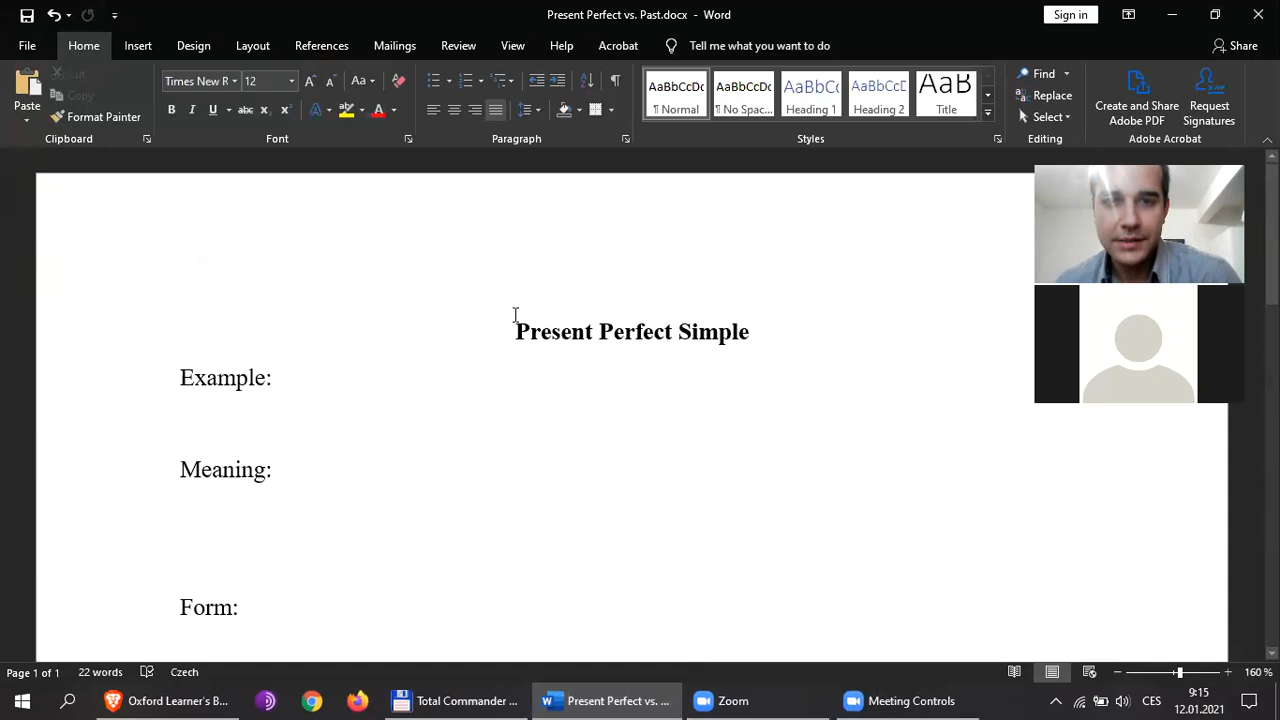 Present Perfect vs. Past.docx - Word
Sign in
File Home Insert Design Layout References Mailings Review View Help Acrobat Tell me what you want to do Share
Paste
Cut
Copy
Format Painter
Clipboard
Times New R 12
Font
Paragraph
AaBbCcDc AaBbCcDc AaBbCc AaBbCcD AaB
¶ Normal ¶ No Spac... Heading 1 Heading 2 Title
Styles
Find
Replace
Select
Editing
Create and Share
Adobe PDF
Request
Signatures
Adobe Acrobat
Present Perfect Simple
Example:
Meaning:
Form:
Page 1 of 1 22 words Czech 160 %
Oxford Learner's B... Total Commander ... Present Perfect vs. ... Zoom Meeting Controls CES
9:15
12.01.2021